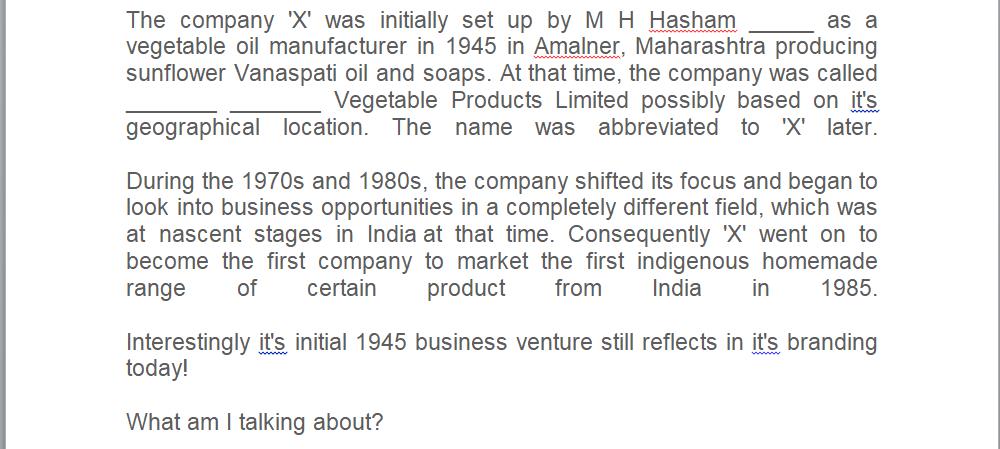 The company 'X' was initially set up by M H Hasham _____ as a
vegetable oil manufacturer in 1945 in Amalner, Maharashtra producing
sunflower Vanaspati oil and soaps. At that time, the company was called
_______ _______ Vegetable Products Limited possibly based on it's
geographical location. The name was abbreviated to 'X' later.
During the 1970s and 1980s, the company shifted its focus and began to
look into business opportunities in a completely different field, which was
at nascent stages in India at that time. Consequently 'X' went on to
become the first company to market the first indigenous homemade
range of certain product from India in 1985.
Interestingly it's initial 1945 business venture still reflects in it's branding
today!
What am I talking about?